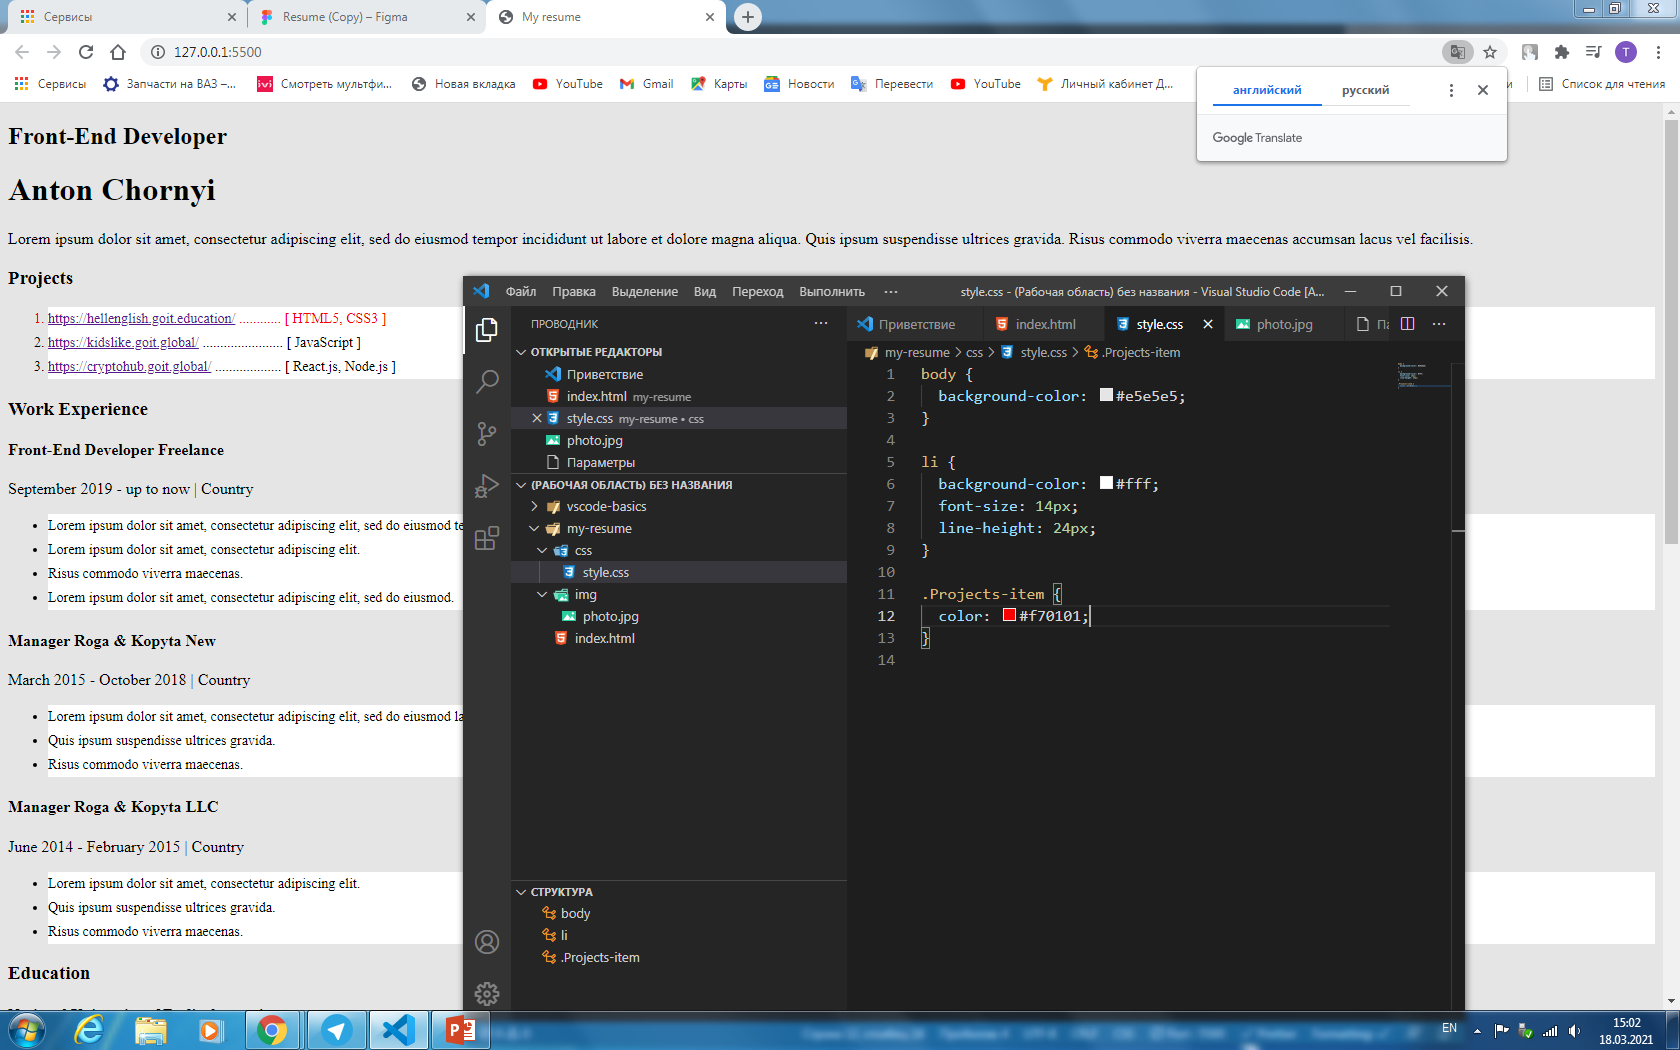 Сервисы
Resume (Copy) – Figma
My resume
127.0.0.1:5500
T
Сервисы
Запчасти на ВАЗ –...
ivi
Смотреть мультфи...
Новая вкладка
YouTube
Gmail
Карты
Новости
Перевести
YouTube
Личный кабинет Д...
Список для чтения
английский
русский
Google Translate
Front-End Developer
Anton Chornyi
Lorem ipsum dolor sit amet, consectetur adipiscing elit, sed do eiusmod tempor incididunt ut labore et dolore magna aliqua. Quis ipsum suspendisse ultrices gravida. Risus commodo viverra maecenas accumsan lacus vel facilisis.
Projects
1. https://hellenglish.goit.education/ ............ [ HTML5, CSS3 ]
2. https://kidslike.goit.global/ ....................... [ JavaScript ]
3. https://cryptohub.goit.global/ ................... [ React.js, Node.js ]
Work Experience
Front-End Developer Freelance
September 2019 - up to now | Country
• Lorem ipsum dolor sit amet, consectetur adipiscing elit, sed do eiusmod te
• Lorem ipsum dolor sit amet, consectetur adipiscing elit.
• Risus commodo viverra maecenas.
• Lorem ipsum dolor sit amet, consectetur adipiscing elit, sed do eiusmod.
Manager Roga & Kopyta New
March 2015 - October 2018 | Country
• Lorem ipsum dolor sit amet, consectetur adipiscing elit, sed do eiusmod la
• Quis ipsum suspendisse ultrices gravida.
• Risus commodo viverra maecenas.
Manager Roga & Kopyta LLC
June 2014 - February 2015 | Country
• Lorem ipsum dolor sit amet, consectetur adipiscing elit.
• Quis ipsum suspendisse ultrices gravida.
• Risus commodo viverra maecenas.
Education
Файл
Правка
Выделение
Вид
Переход
Выполнить
...
style.css - (Рабочая область) без названия - Visual Studio Code [А...
ПРОВОДНИК
...
ОТКРЫТЫЕ РЕДАКТОРЫ
Приветствие
index.html my-resume
style.css my-resume • css
photo.jpg
Параметры
(РАБОЧАЯ ОБЛАСТЬ) БЕЗ НАЗВАНИЯ
vscode-basics
my-resume
css
style.css
img
photo.jpg
index.html
СТРУКТУРА
body
li
.Projects-item
Приветствие
index.html
style.css
photo.jpg
Па
...
my-resume > css > style.css > .Projects-item
1 body {
2 background-color: #e5e5e5;
3 }
4
5 li {
6 background-color: #fff;
7 font-size: 14px;
8 line-height: 24px;
9 }
10
11 .Projects-item {
12 color: #f70101;
13 }
14
EN
15:02
18.03.2021